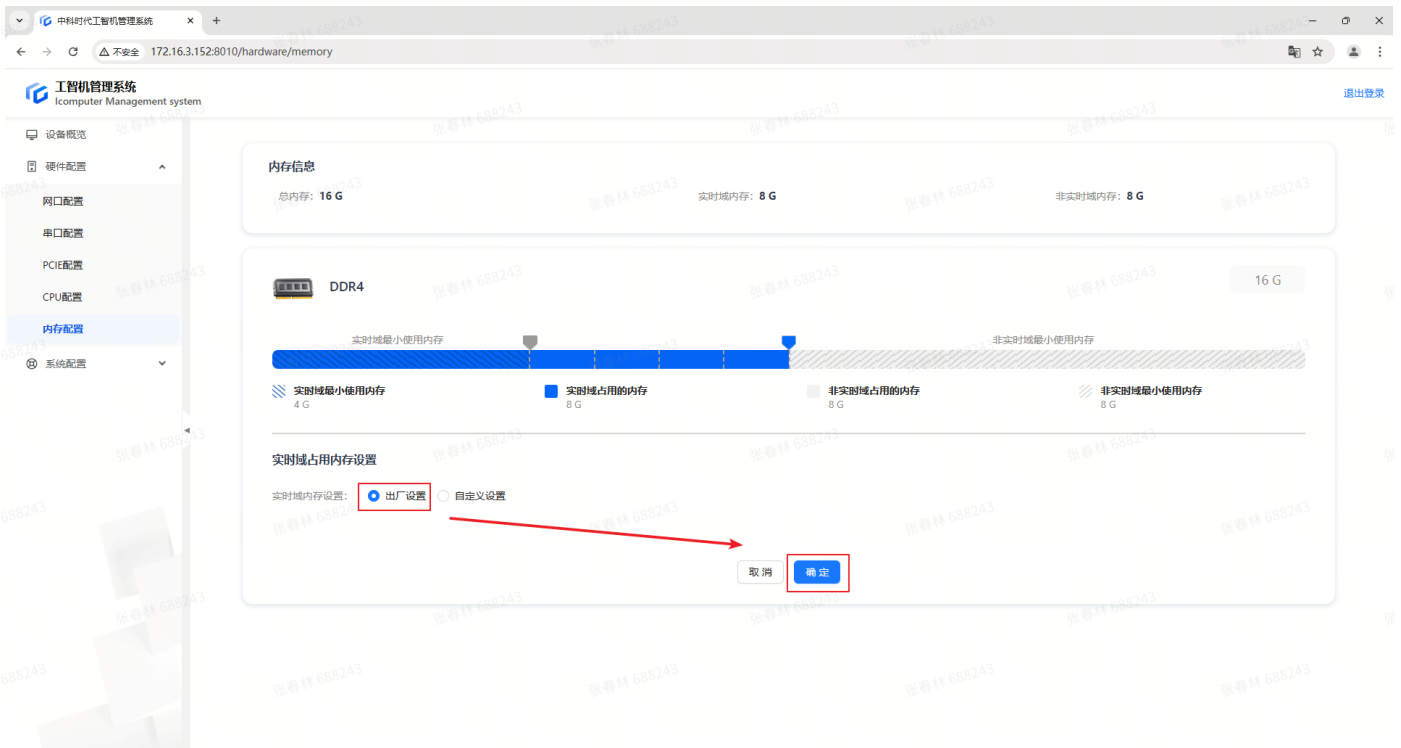 中科时代工智机管理系统
不安全 172.16.3.152:8010/hardware/memory
工智机管理系统
Icomputer Management system
退出登录
设备概览
硬件配置
网口配置
串口配置
PCIE配置
CPU配置
内存配置
系统配置
内存信息
总内存: 16 G 实时域内存: 8 G 非实时域内存: 8 G
DDR4 16 G
实时域最小使用内存 非实时域最小使用内存
实时域最小使用内存 实时域占用的内存 非实时域占用的内存 非实时域最小使用内存
4 G 8 G 8 G 8 G
实时域占用内存设置
实时域内存设置: 出厂设置 自定义设置
取消 确定
张春林 688243